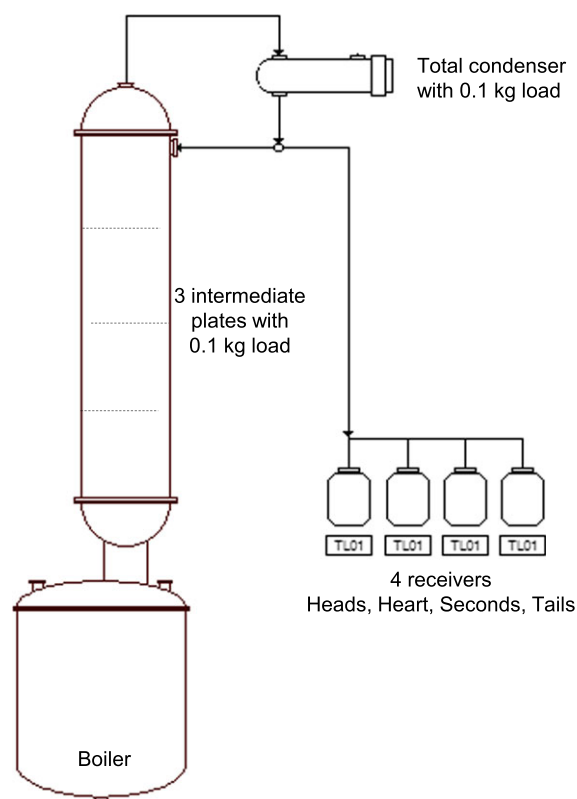 Total condenser
with 0.1 kg load
3 intermediate
plates with
0.1 kg load
TL01 TL01 TL01 TL01
4 receivers
Heads, Heart, Seconds, Tails
Boiler